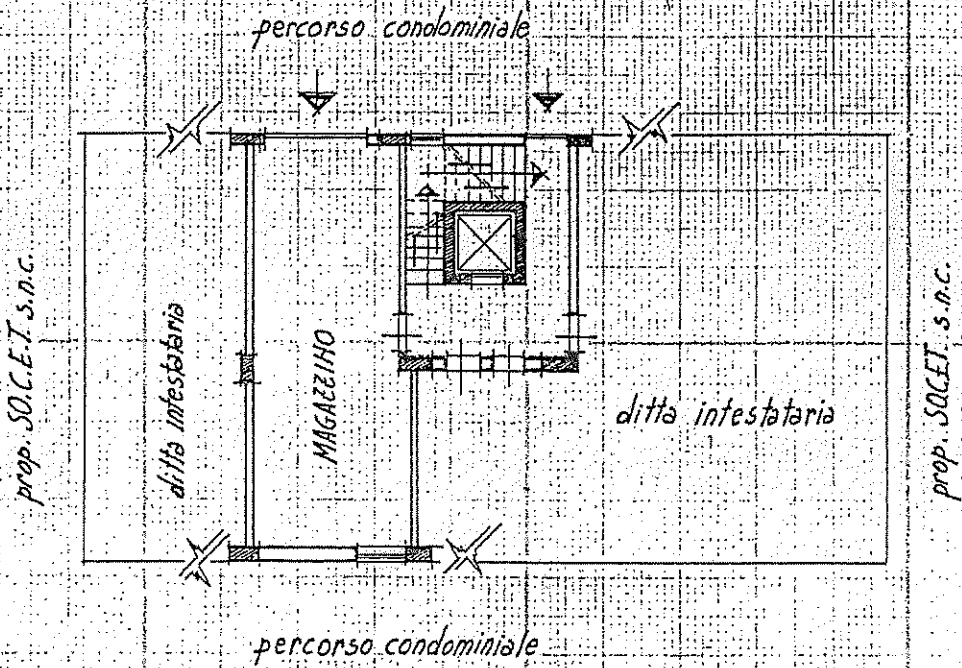 percorso condominiale
prop. SO.C.E.T. s.n.c.
ditta intestataria
MAGAZZINO
ditta intestataria
prop. SOCET. s.n.c.
percorso condominiale